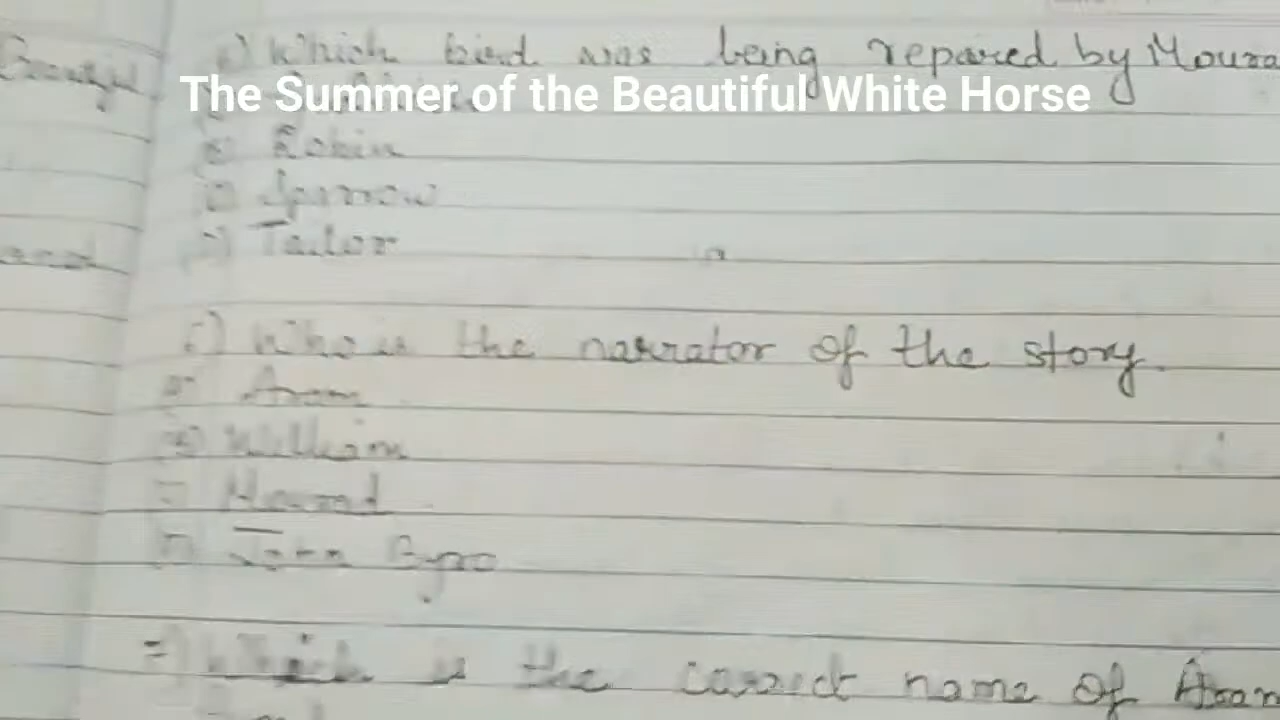 Which bird was being repared by Moura
The Summer of the Beautiful White Horse
Robin
Sparrow
Tailor
Who is the narrator of the story.
Aram
William
Mourad
John Byro
Which is the correct name of Aram